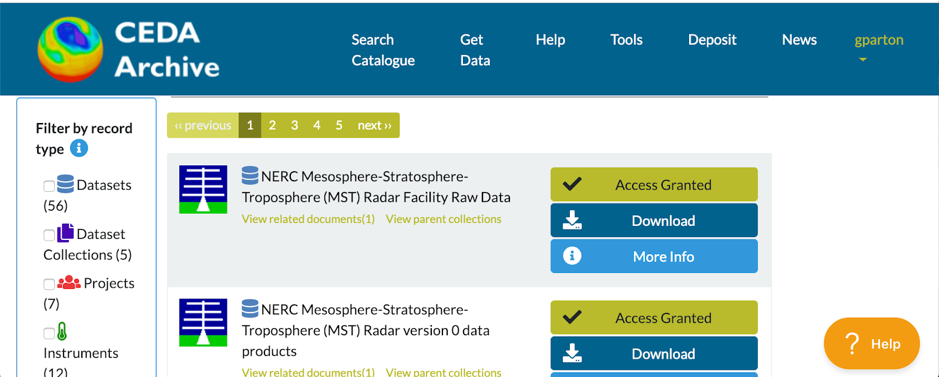 CEDA
Archive
Search
Catalogue
Get
Data
Help
Tools
Deposit
News
gparton
Filter by record
type
Datasets
(56)
Dataset
Collections (5)
Projects
(7)
Instruments
(12)
‹‹ previous 1 2 3 4 5 next ››
NERC Mesosphere-Stratosphere-
Troposphere (MST) Radar Facility Raw Data
View related documents(1) View parent collections
Access Granted
Download
More Info
NERC Mesosphere-Stratosphere-
Troposphere (MST) Radar version 0 data
products
View related documents(1) View parent collections
Access Granted
Download
? Help